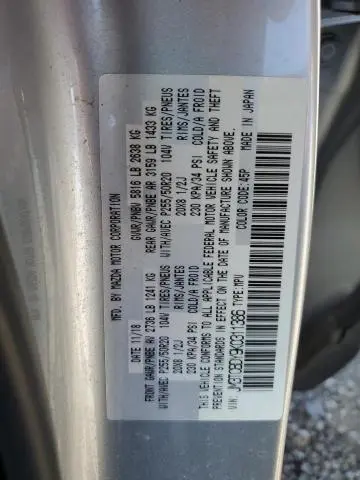 MFD. BY MAZDA MOTOR CORPORATION
DATE 11/18 GVWR/PNBV 5816 LB 2638 KG
FRONT GAWR/PNBE AV 2736 LB 1241 KG REAR GAWR/PNBE AR 3159 LB 1433 KG
WITH/AVEC P255/50R20 104V TIRES/PNEUS WITH/AVEC P255/50R20 104V TIRES/PNEUS
20X8 1/2J RIMS/JANTES 20X8 1/2J RIMS/JANTES
230 KPA/34 PSI COLD/A FROID 230 KPA/34 PSI COLD/A FROID
THIS VEHICLE CONFORMS TO ALL APPLICABLE FEDERAL MOTOR VEHICLE SAFETY AND THEFT
PREVENTION STANDARDS IN EFFECT ON THE DATE OF MANUFACTURE SHOWN ABOVE.
VIN: JM3TCBDY9K0311386 TYPE:MPV COLOR CODE:45P MADE IN JAPAN